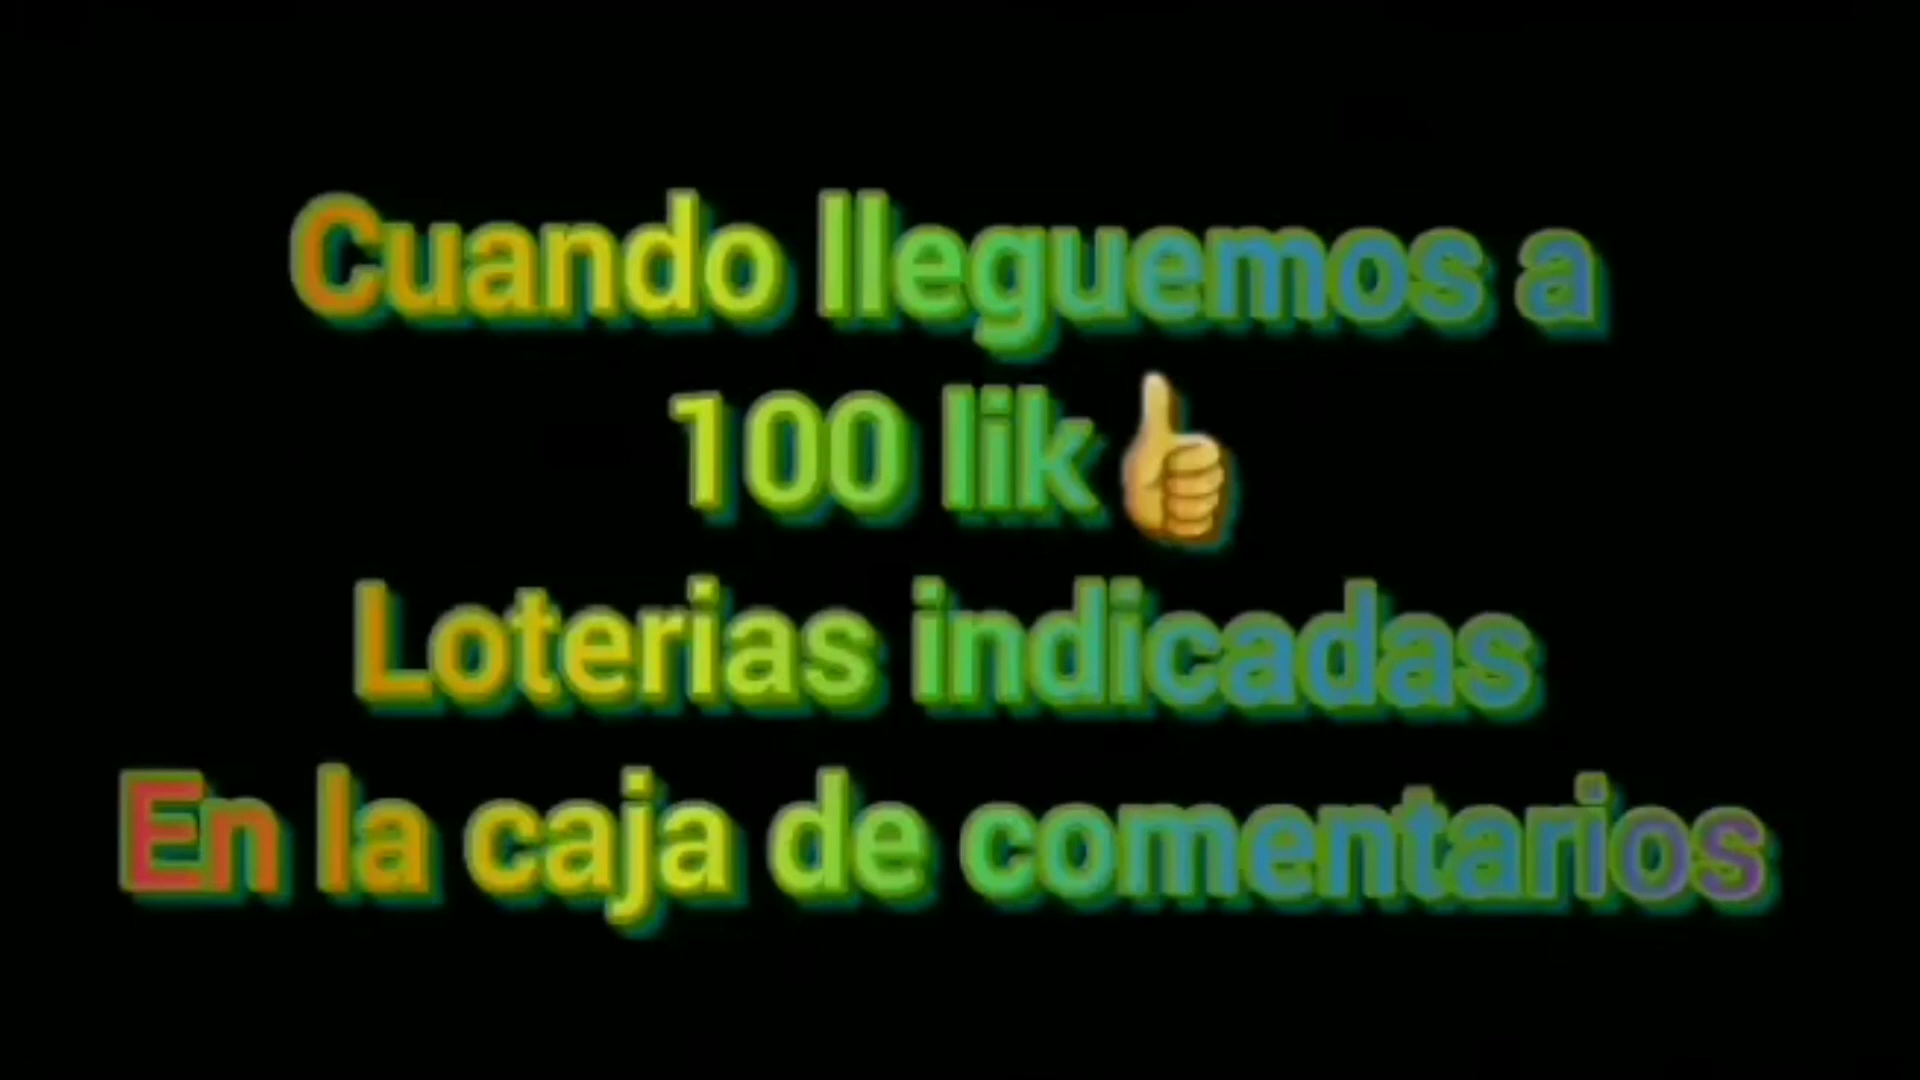 Cuando lleguemos a
100 lik👍
Loterias indicadas
En la caja de comentarios